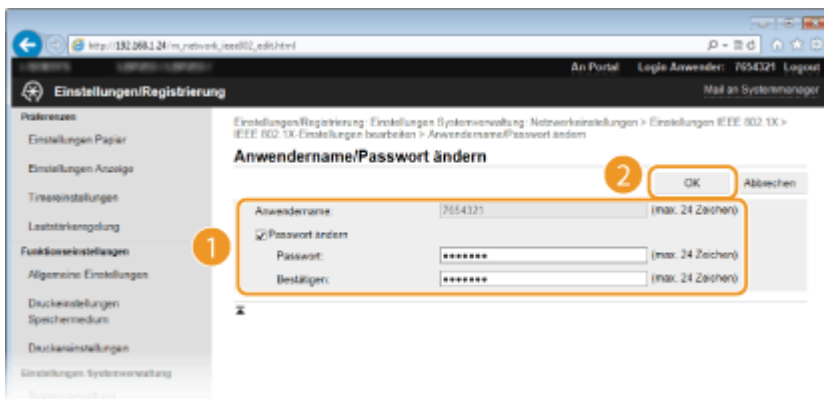 http://192.168.1.24/m_network_ieee802_edit.html
An Portal Login Anwender: 7654321 Logout
Einstellungen/Registrierung Mail an Systemmanager
Präferenzen
Einstellungen Papier
Einstellungen Anzeige
Timereinstellungen
Lautstärkeregelung
Funktionseinstellungen
Allgemeine Einstellungen
Druckeinstellungen
Speichermedium
Druckereinstellungen
Einstellungen Systemverwaltung
Einstellungen/Registrierung: Einstellungen Systemverwaltung: Netzwerkeinstellungen > Einstellungen IEEE 802.1X >
IEEE 802.1X-Einstellungen bearbeiten > Anwendername/Passwort ändern
Anwendername/Passwort ändern
2
OK Abbrechen
1
Anwendername: 7654321 (max. 24 Zeichen)
Passwort ändern
Passwort: ••••••• (max. 24 Zeichen)
Bestätigen: ••••••• (max. 24 Zeichen)